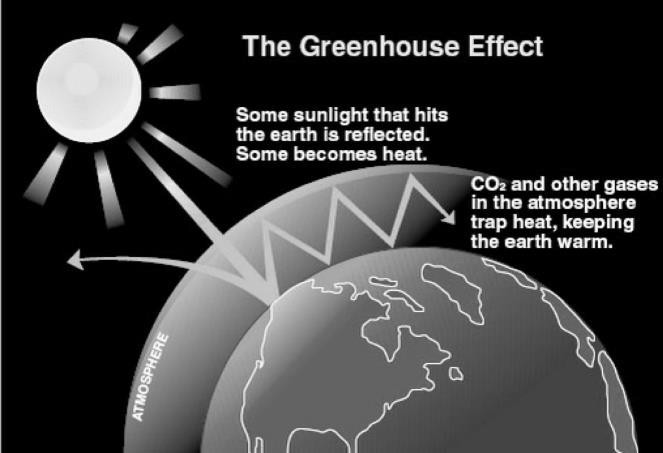 The Greenhouse Effect
Some sunlight that hits
the earth is reflected.
Some becomes heat.
CO₂ and other gases
in the atmosphere
trap heat, keeping
the earth warm.
ATMOSPHERE